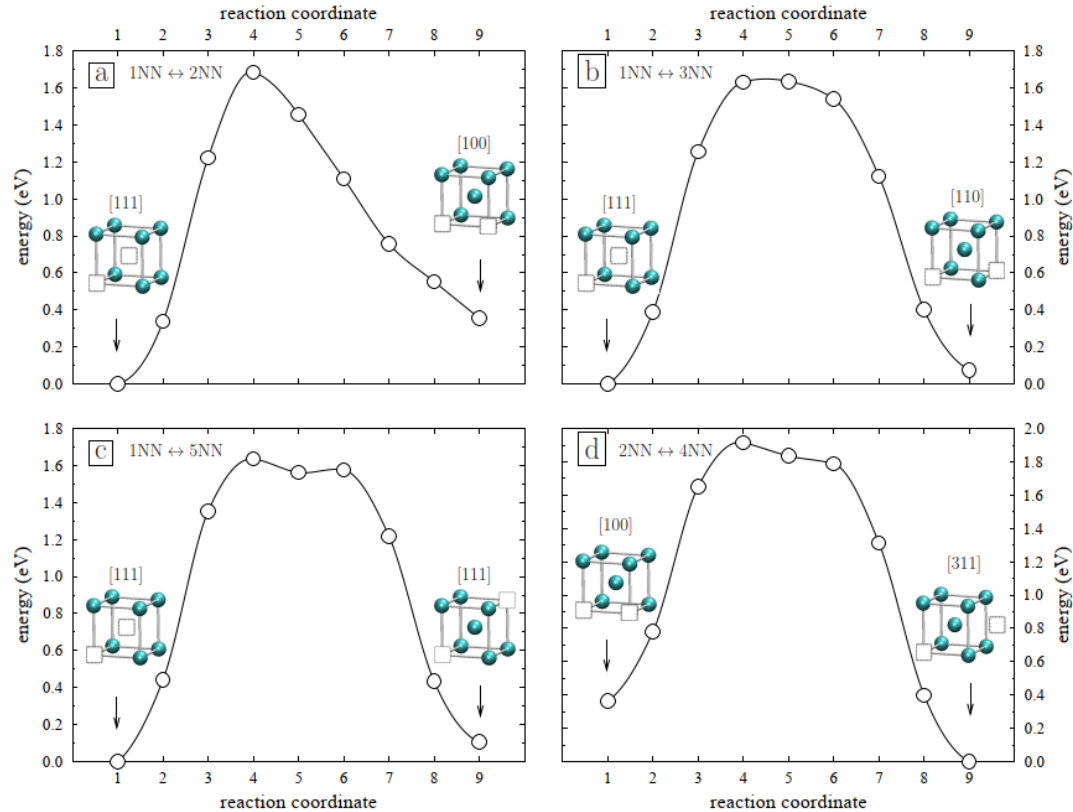 reaction coordinate
1 2 3 4 5 6 7 8 9
1.8
1.6
1.4
1.2
1.0
0.8
0.6
0.4
0.2
0.0
energy (eV)
a
1NN ↔ 2NN
[111]
[100]
reaction coordinate
1 2 3 4 5 6 7 8 9
b
1NN ↔ 3NN
[111]
[110]
2.0
1.8
1.6
1.4
1.2
1.0
0.8
0.6
0.4
0.2
0.0
energy (eV)
1.8
1.6
1.4
1.2
1.0
0.8
0.6
0.4
0.2
0.0
energy (eV)
c
1NN ↔ 5NN
[111]
[111]
1 2 3 4 5 6 7 8 9
reaction coordinate
d
2NN ↔ 4NN
[100]
[311]
2.0
1.8
1.6
1.4
1.2
1.0
0.8
0.6
0.4
0.2
0.0
energy (eV)
1 2 3 4 5 6 7 8 9
reaction coordinate